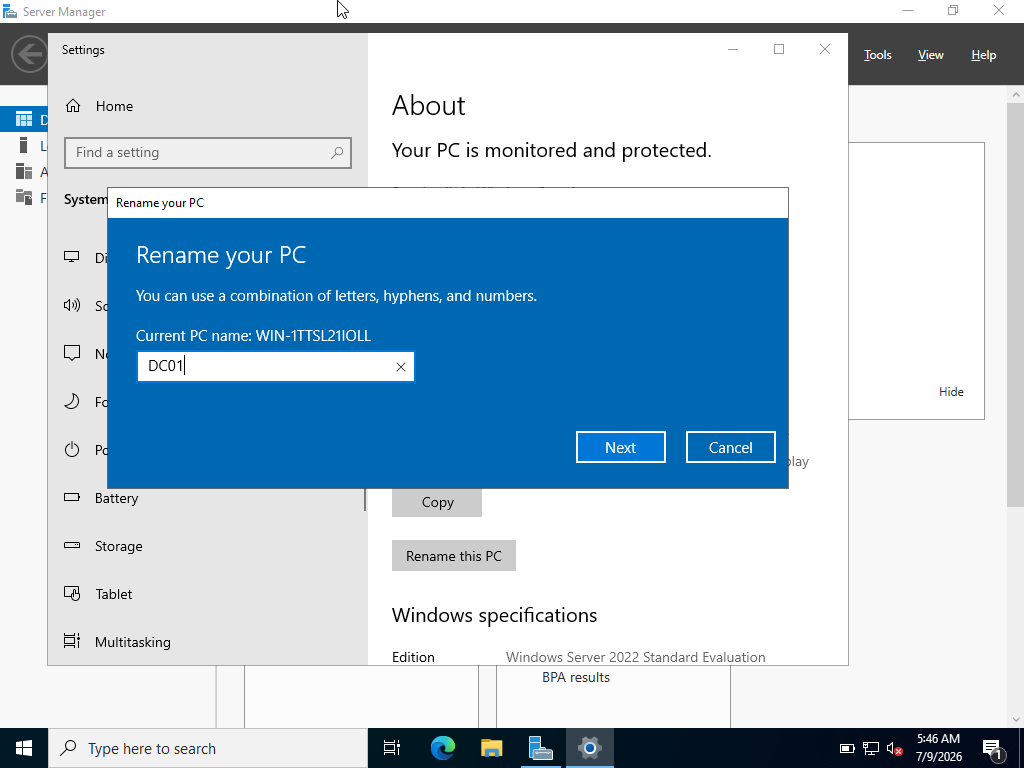 Server Manager
Tools
View
Help
Settings
Home
Find a setting
System
Battery
Storage
Tablet
Multitasking
About
Your PC is monitored and protected.
Rename your PC
Rename your PC
You can use a combination of letters, hyphens, and numbers.
Current PC name: WIN-1TTSL21IOLL
DC01
Next
Cancel
Copy
Rename this PC
Windows specifications
Edition
Windows Server 2022 Standard Evaluation
Hide
BPA results
Type here to search
5:46 AM
7/9/2026
1